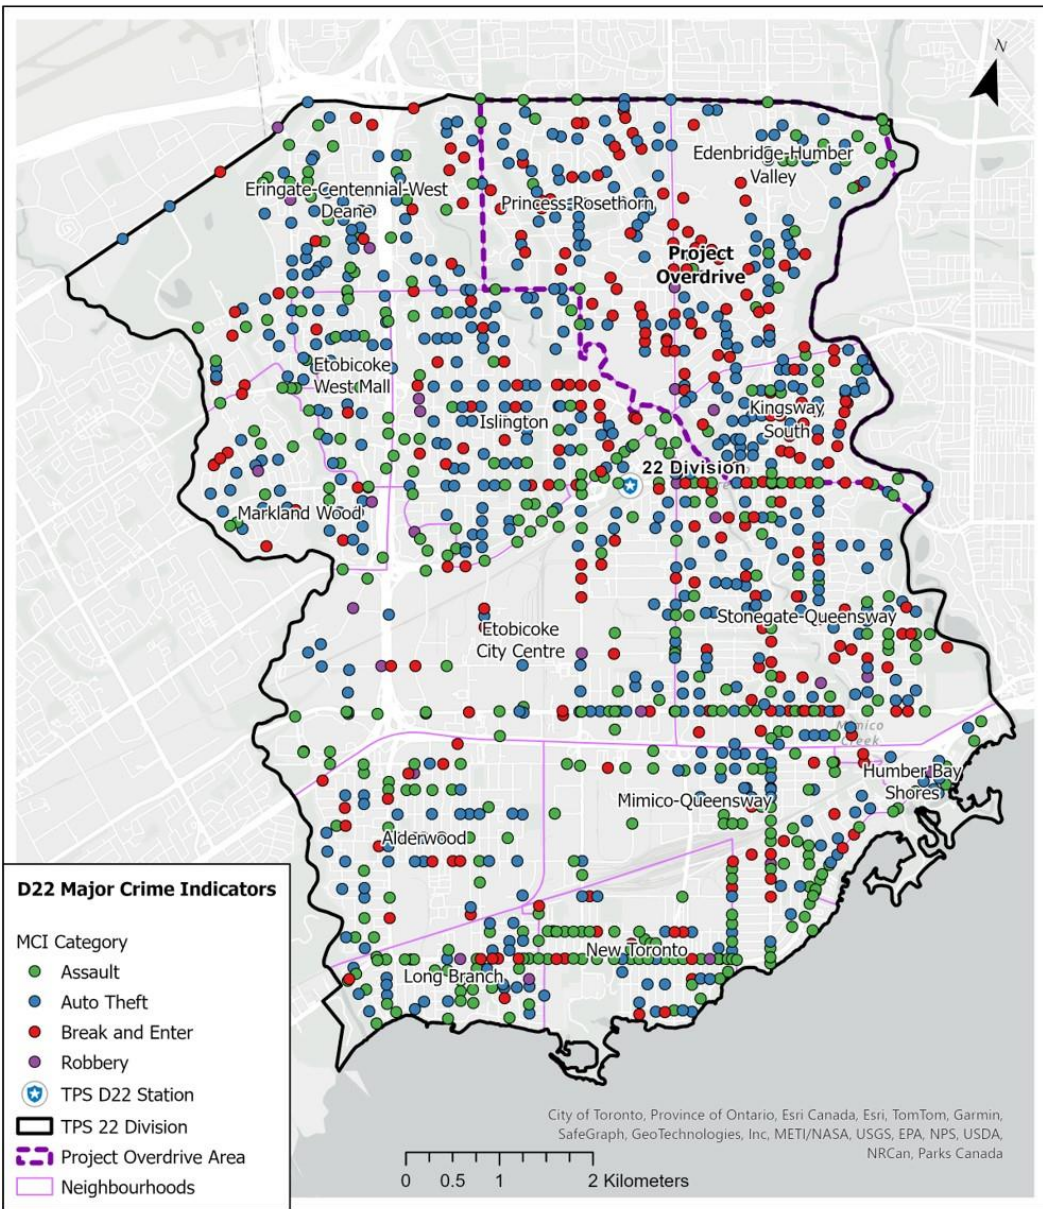 N
Edenbridge-Humber
Valley
Eringate-Centennial-West
Deane
Princess-Rosethorn
Project
Overdrive
Etobicoke
West Mall
Islington
Kingsway
South
22 Division
Markland Wood
Etobicoke
City Centre
Stonegate-Queensway
Mimico
Creek
Humber Bay
Shores
Mimico-Queensway
Alderwood
New Toronto
Long Branch
D22 Major Crime Indicators
MCI Category
Assault
Auto Theft
Break and Enter
Robbery
TPS D22 Station
TPS 22 Division
Project Overdrive Area
Neighbourhoods
City of Toronto, Province of Ontario, Esri Canada, Esri, TomTom, Garmin,
SafeGraph, GeoTechnologies, Inc, METI/NASA, USGS, EPA, NPS, USDA,
NRCan, Parks Canada
0 0.5 1 2 Kilometers